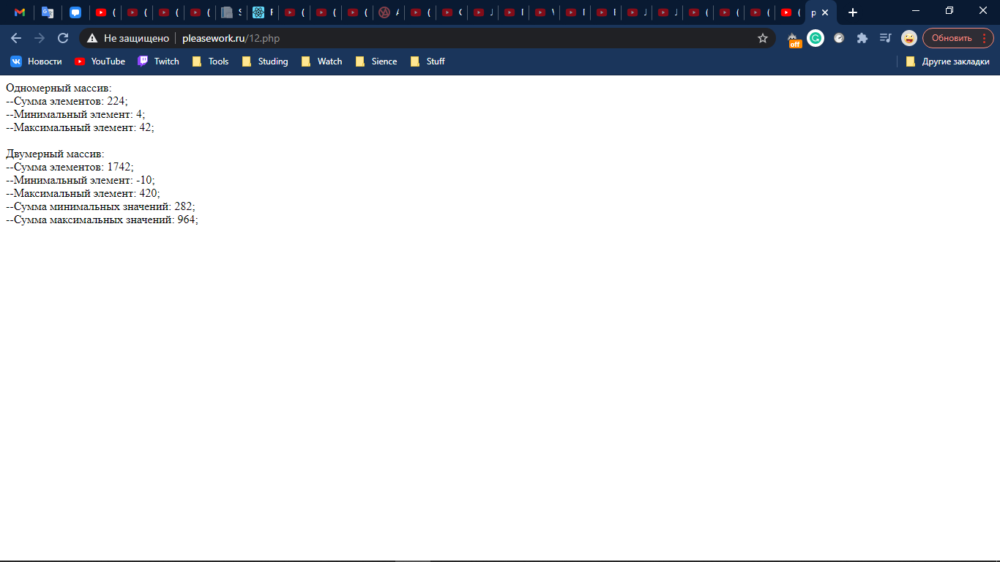 Не защищено pleasework.ru/12.php off Обновить
Новости YouTube Twitch Tools Studing Watch Sience Stuff Другие закладки
Одномерный массив:
--Сумма элементов: 224;
--Минимальный элемент: 4;
--Максимальный элемент: 42;
Двумерный массив:
--Сумма элементов: 1742;
--Минимальный элемент: -10;
--Максимальный элемент: 420;
--Сумма минимальных значений: 282;
--Сумма максимальных значений: 964;